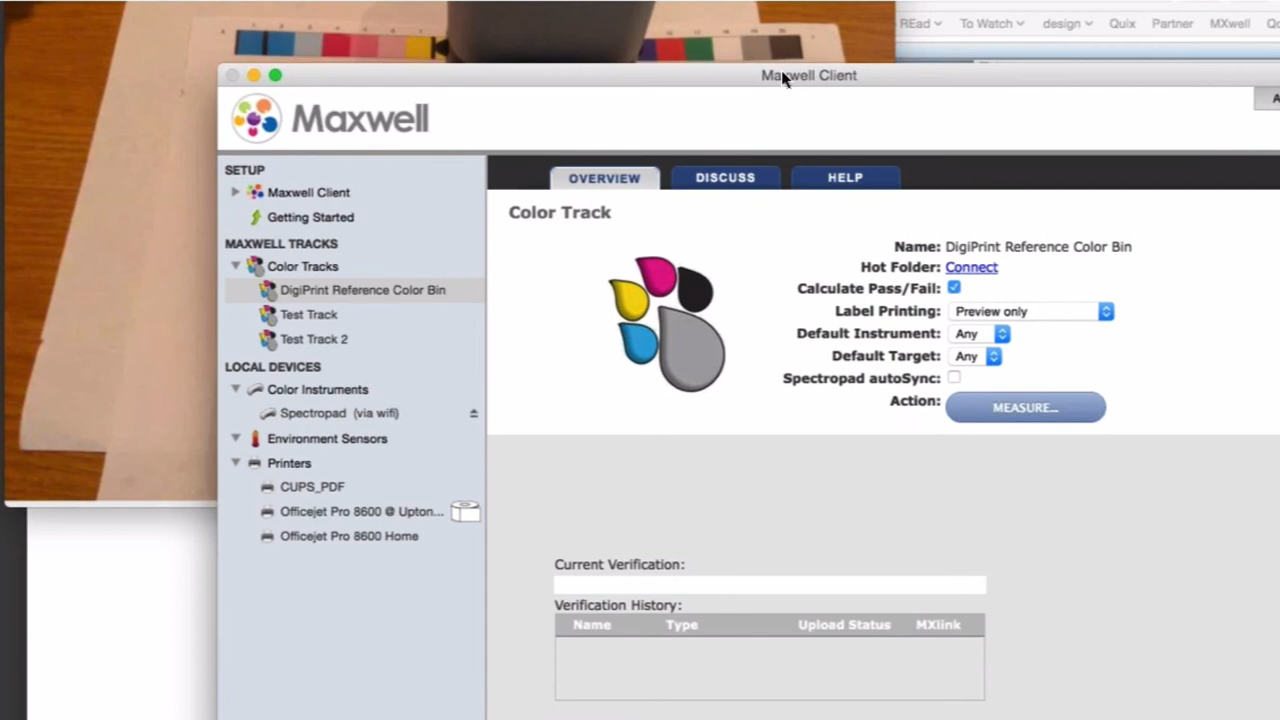 REad To Watch design Quix Partner MXwell
Maxwell Client
Maxwell
SETUP
Maxwell Client
Getting Started
MAXWELL TRACKS
Color Tracks
DigiPrint Reference Color Bin
Test Track
Test Track 2
LOCAL DEVICES
Color Instruments
Spectropad (via wifi)
Environment Sensors
Printers
CUPS_PDF
Officejet Pro 8600 @ Upton...
Officejet Pro 8600 Home
OVERVIEW DISCUSS HELP
Color Track
Name: DigiPrint Reference Color Bin
Hot Folder: Connect
Calculate Pass/Fail:
Label Printing: Preview only
Default Instrument: Any
Default Target: Any
Spectropad autoSync:
Action: MEASURE...
Current Verification:
Verification History:
Name Type Upload Status MXlink